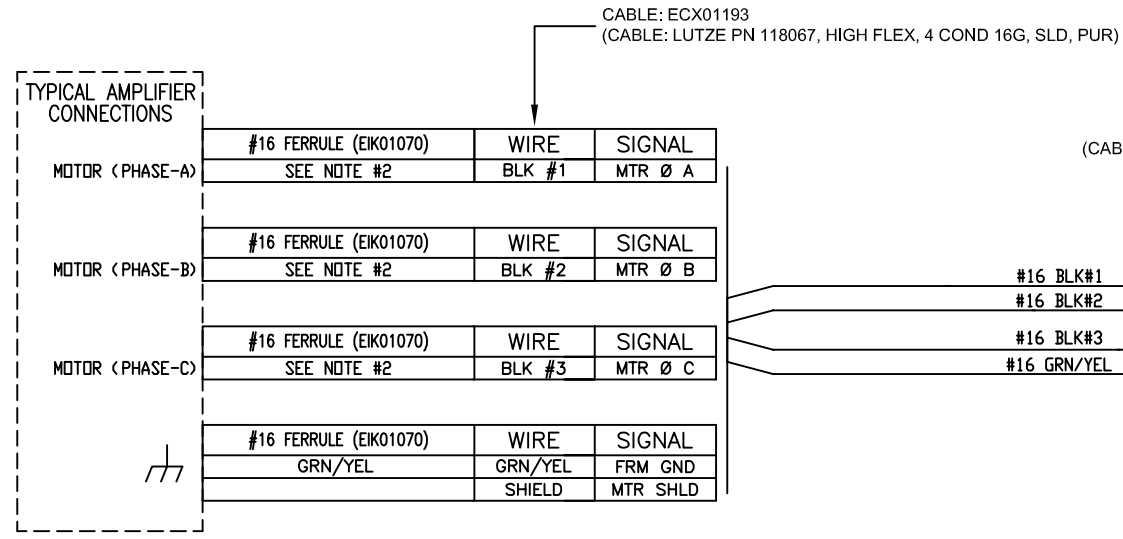 CABLE: ECX01193
(CABLE: LUTZE PN 118067, HIGH FLEX, 4 COND 16G, SLD, PUR)
TYPICAL AMPLIFIER
CONNECTIONS
#16 FERRULE (EIK01070) WIRE SIGNAL
(CAB
MOTOR (PHASE-A) SEE NOTE #2 BLK #1 MTR Ø A
#16 FERRULE (EIK01070) WIRE SIGNAL
MOTOR (PHASE-B) SEE NOTE #2 BLK #2 MTR Ø B
#16 BLK#1
#16 BLK#2
#16 FERRULE (EIK01070) WIRE SIGNAL
#16 BLK#3
MOTOR (PHASE-C) SEE NOTE #2 BLK #3 MTR Ø C
#16 GRN/YEL
#16 FERRULE (EIK01070) WIRE SIGNAL
GRN/YEL GRN/YEL FRM GND
SHIELD MTR SHLD